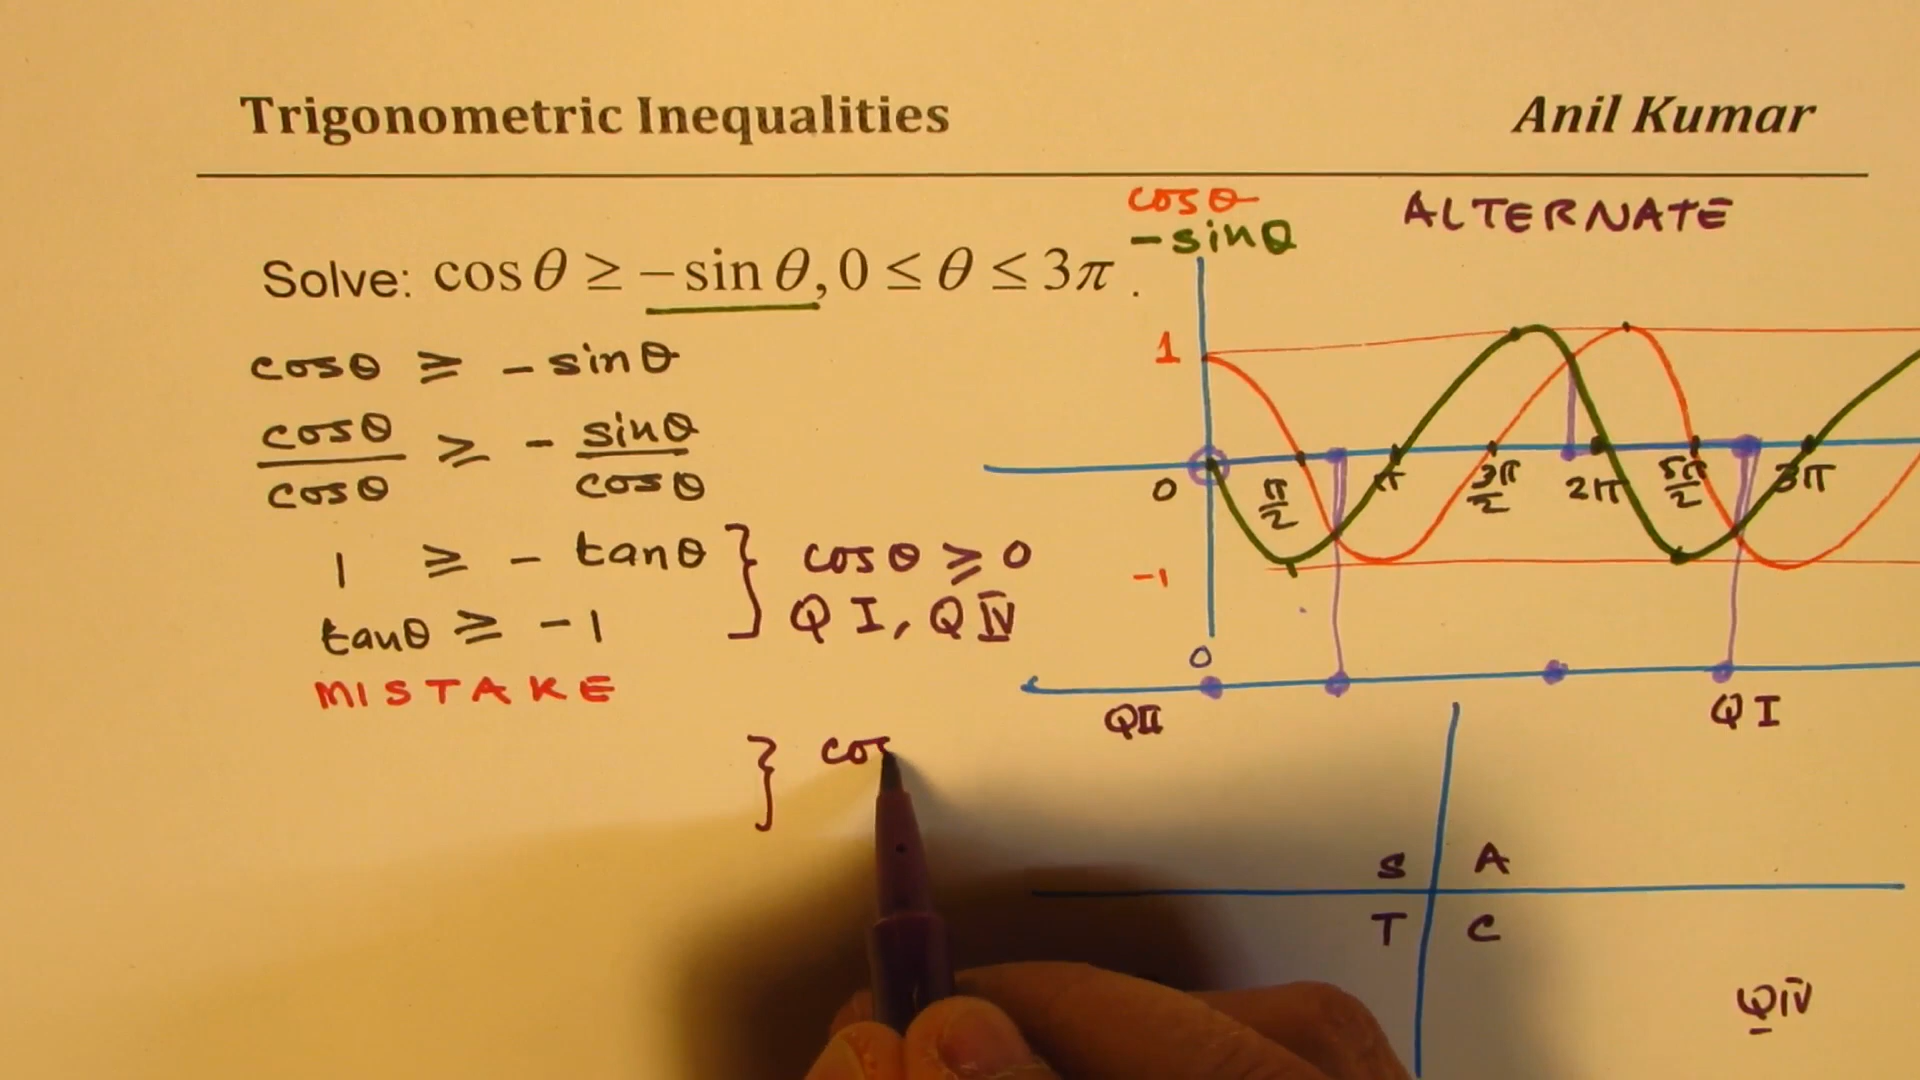 Trigonometric Inequalities Anil Kumar
Solve: cos θ ≥ −sin θ, 0 ≤ θ ≤ 3π .
cosθ ≥ − sinθ
cosθ/cosθ ≥ − sinθ/cosθ
1 ≥ − tanθ } cosθ ≥ 0
tanθ ≥ −1 Q I, Q IV
MISTAKE
} cos
cosθ
−sinθ
ALTERNATE
1
0 π/2 π 3π/2 2π 5π/2 3π
−1
0
QII QI
S A
T C
QIV